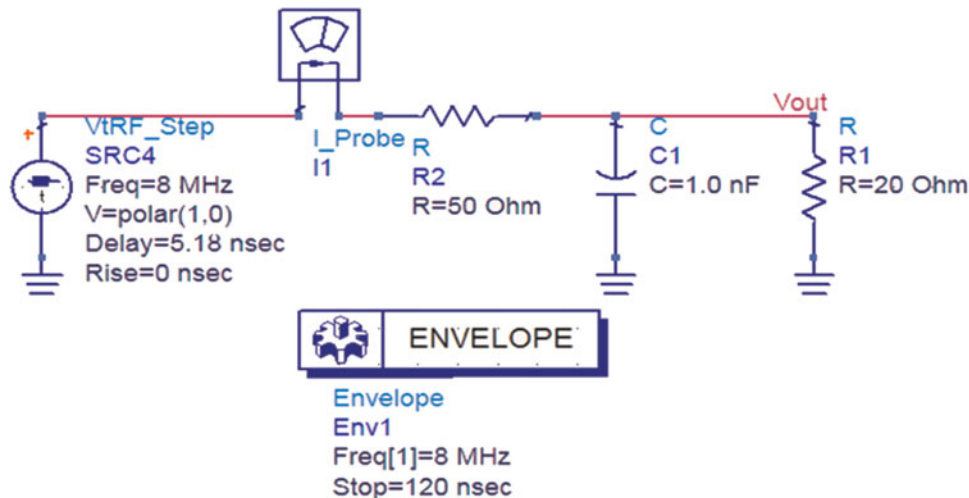 VtRF_Step
SRC4
Freq=8 MHz
V=polar(1,0)
Delay=5.18 nsec
Rise=0 nsec
+
t
I_Probe
I1
R
R2
R=50 Ohm
C
C1
C=1.0 nF
Vout
R
R1
R=20 Ohm
ENVELOPE
Envelope
Env1
Freq[1]=8 MHz
Stop=120 nsec